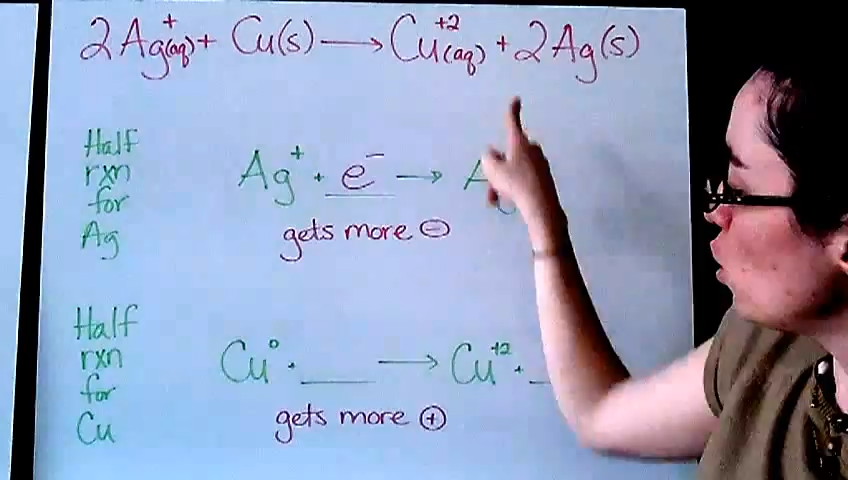 2Ag⁺(aq) + Cu(s) → Cu⁺²(aq) + 2Ag(s)
Half
rxn
for
Ag
Ag⁺ + e⁻ → A
gets more ⊖
Half
rxn
for
Cu
Cu⁰ + ___ → Cu⁺² + _
gets more ⊕